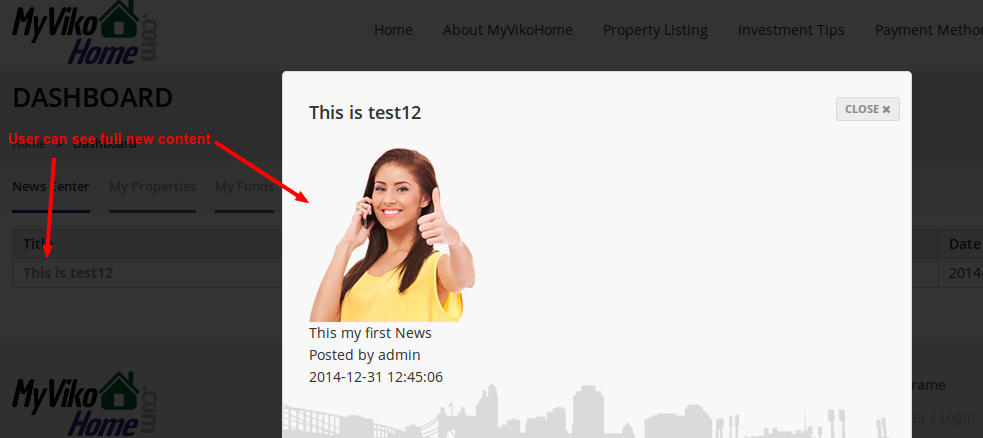 MyViko
Home
.com
Home
About MyVikoHome
Property Listing
Investment Tips
Payment Metho
DASHBOARD
This is test12
CLOSE ✖
User can see full new content
Home
Dashboard
News Center
My Properties
My Funds
Title
Date
This is test12
2014-
This my first News
Posted by admin
2014-12-31 12:45:06
MyViko
Home
.com
rame
er / Login